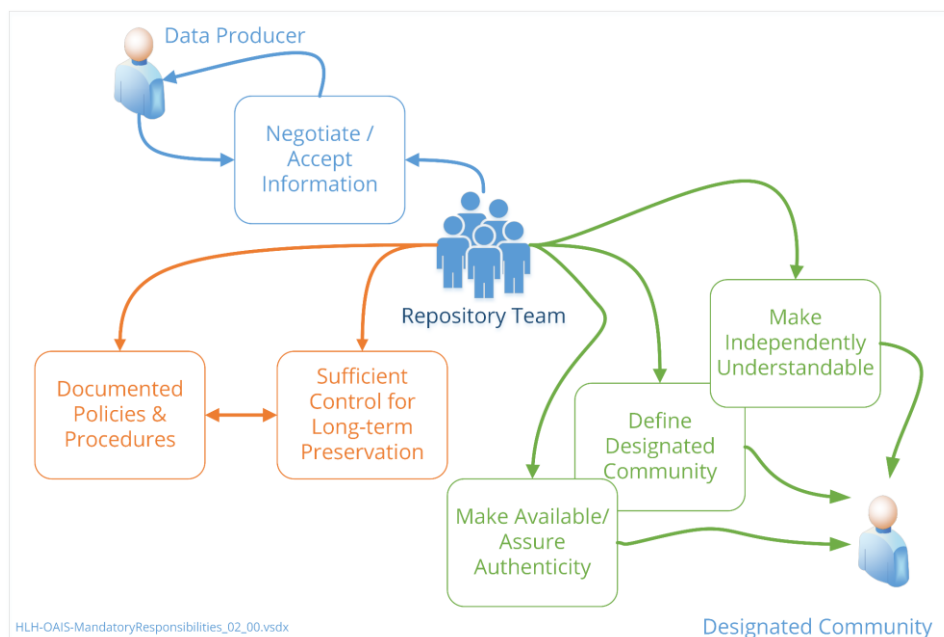 Data Producer
Negotiate /
Accept
Information
Repository Team
Make
Independently
Understandable
Documented
Policies &
Procedures
Sufficient
Control for
Long-term
Preservation
Define
Designated
Community
Make Available/
Assure
Authenticity
HLH-OAIS-MandatoryResponsibilities_02_00.vsdx
Designated Community